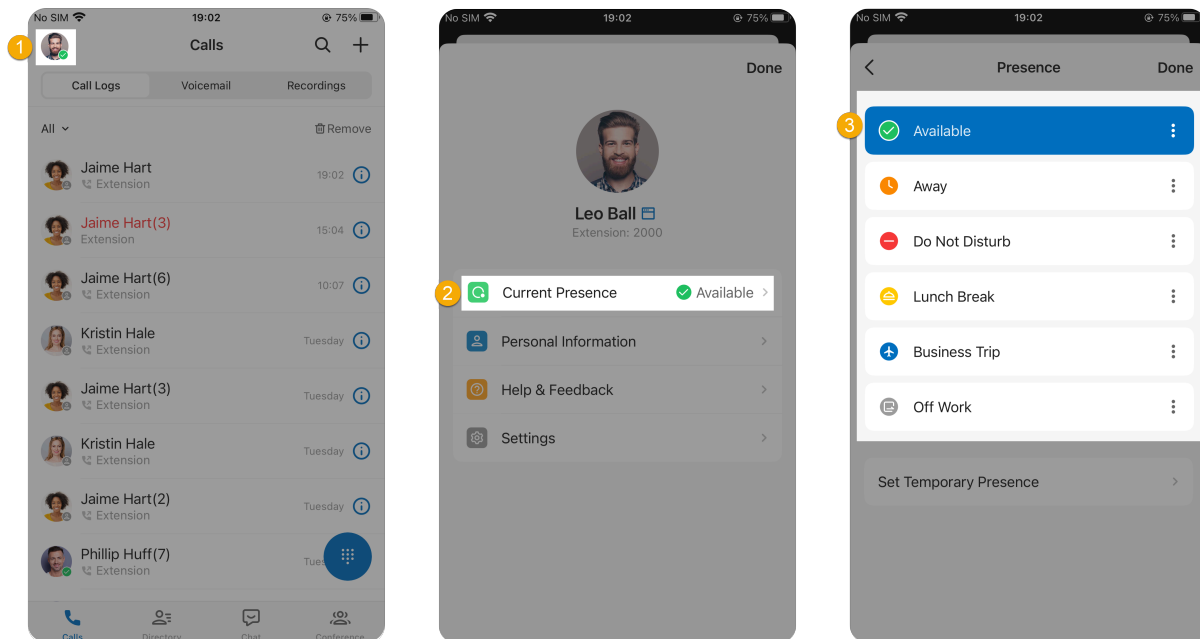 No SIM 19:02 75%
1
Calls
Call Logs Voicemail Recordings
All Remove
Jaime Hart
Extension
19:02
Jaime Hart(3)
Extension
15:04
Jaime Hart(6)
Extension
10:07
Kristin Hale
Extension
Tuesday
Jaime Hart(3)
Extension
Tuesday
Kristin Hale
Extension
Tuesday
Jaime Hart(2)
Extension
Tuesday
Phillip Huff(7)
Extension
Calls Directory Chat Conference
No SIM 19:02 75%
Done
Leo Ball
Extension: 2000
2
Current Presence Available
Personal Information
Help & Feedback
Settings
No SIM 19:02 75%
Presence Done
3
Available
Away
Do Not Disturb
Lunch Break
Business Trip
Off Work
Set Temporary Presence